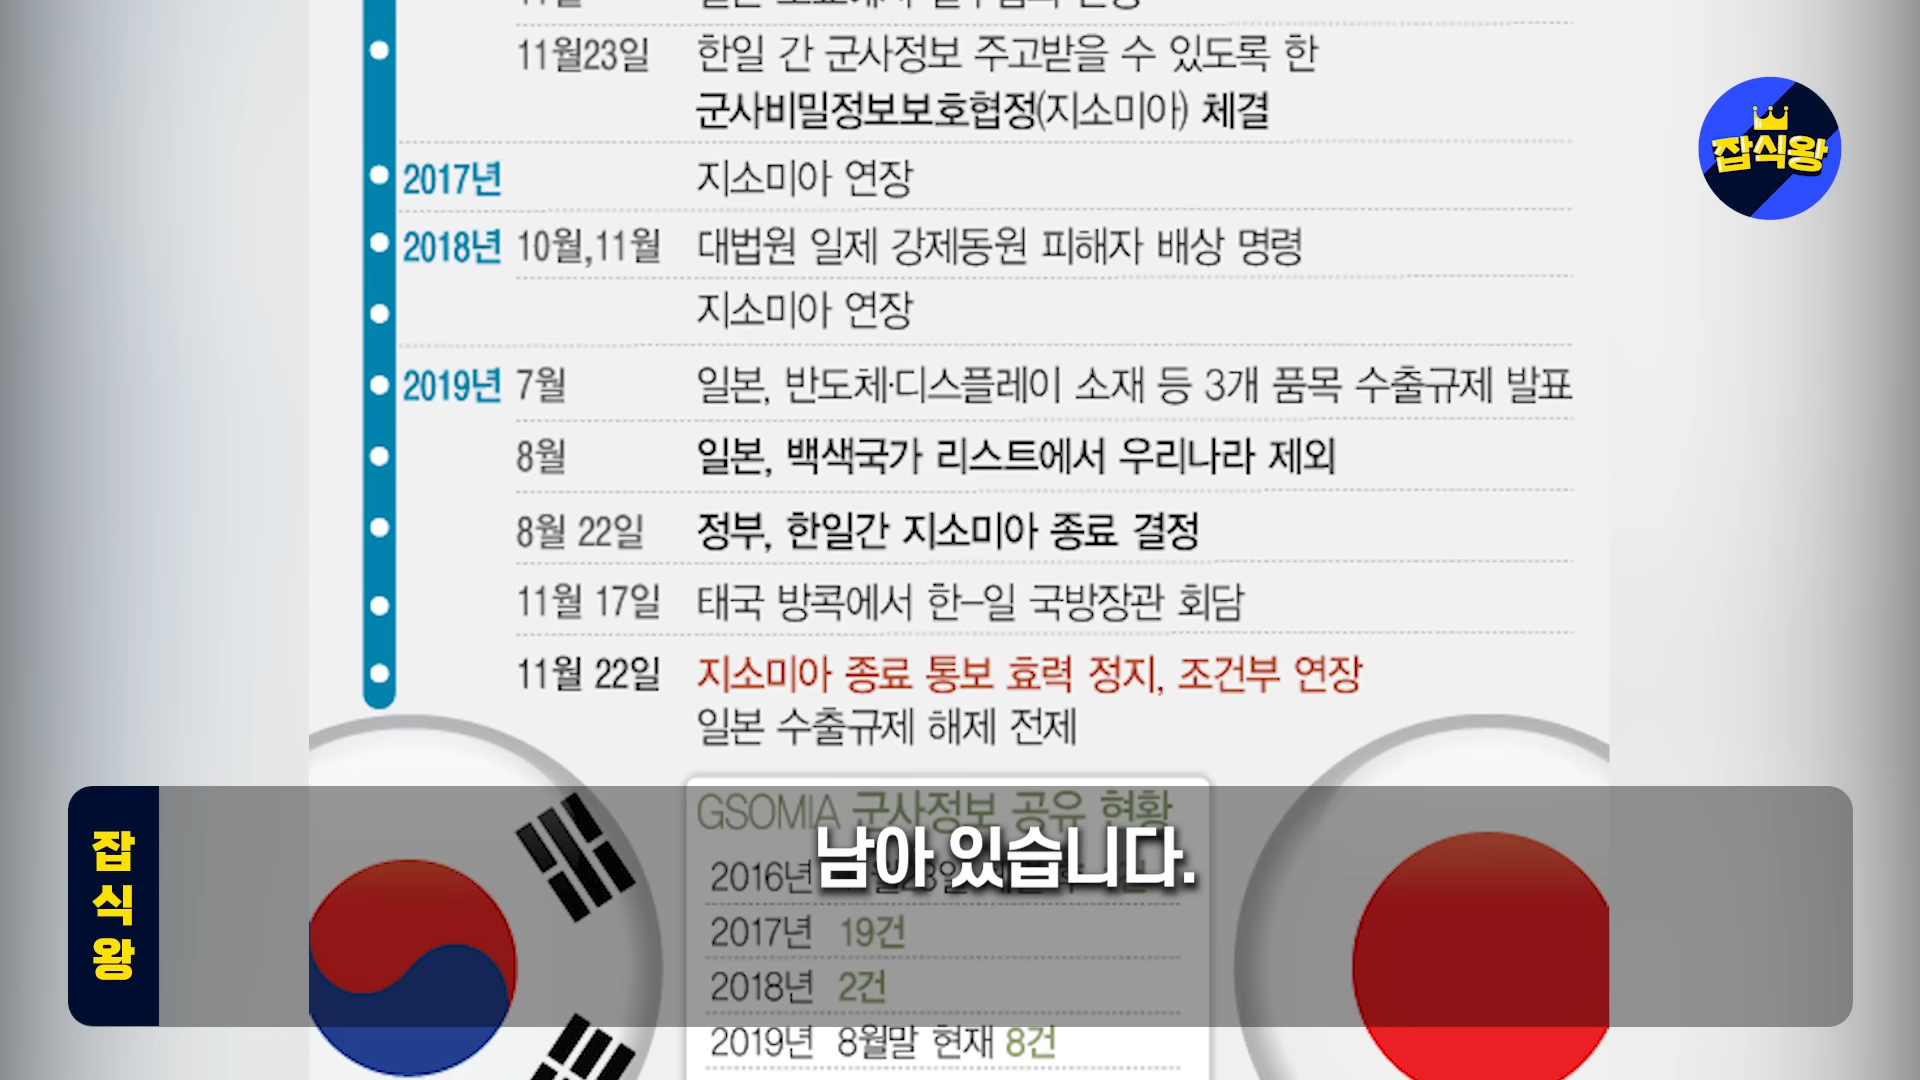 11월23일 한일 간 군사정보 주고받을 수 있도록 한
군사비밀정보보호협정(지소미아) 체결
잡식왕
2017년 지소미아 연장
2018년 10월,11월 대법원 일제 강제동원 피해자 배상 명령
지소미아 연장
2019년 7월 일본, 반도체·디스플레이 소재 등 3개 품목 수출규제 발표
8월 일본, 백색국가 리스트에서 우리나라 제외
8월 22일 정부, 한일간 지소미아 종료 결정
11월 17일 태국 방콕에서 한–일 국방장관 회담
11월 22일 지소미아 종료 통보 효력 정지, 조건부 연장
일본 수출규제 해제 전제
GSOMIA 군사정보 공유 현황
잡식왕
남아 있습니다.
2016년
2017년 19건
2018년 2건
2019년 8월말 현재 8건